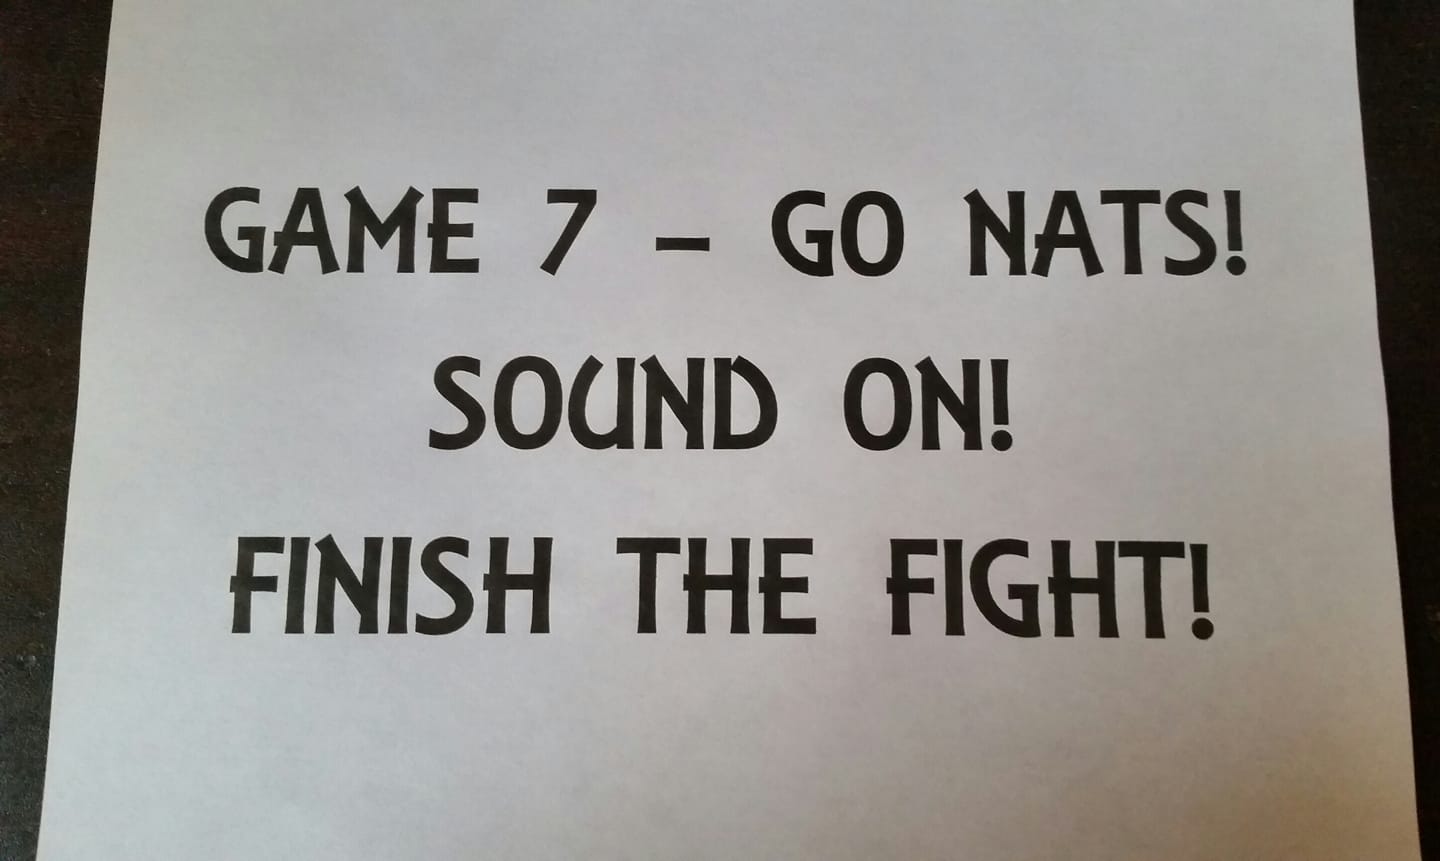 GAME 7 – GO NATS!
SOUND ON!
FINISH THE FIGHT!